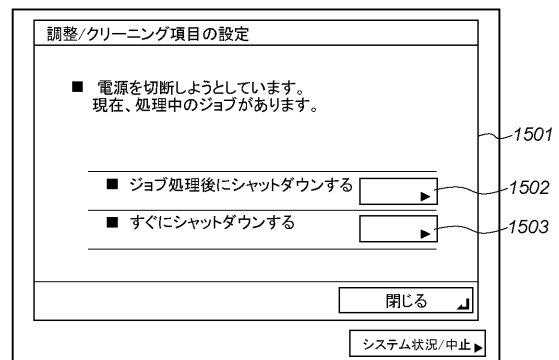 調整/クリーニング項目の設定
■ 電源を切断しようとしています。
現在、処理中のジョブがあります。
1501
■ ジョブ処理後にシャットダウンする
1502
■ すぐにシャットダウンする
1503
閉じる
システム状況/中止